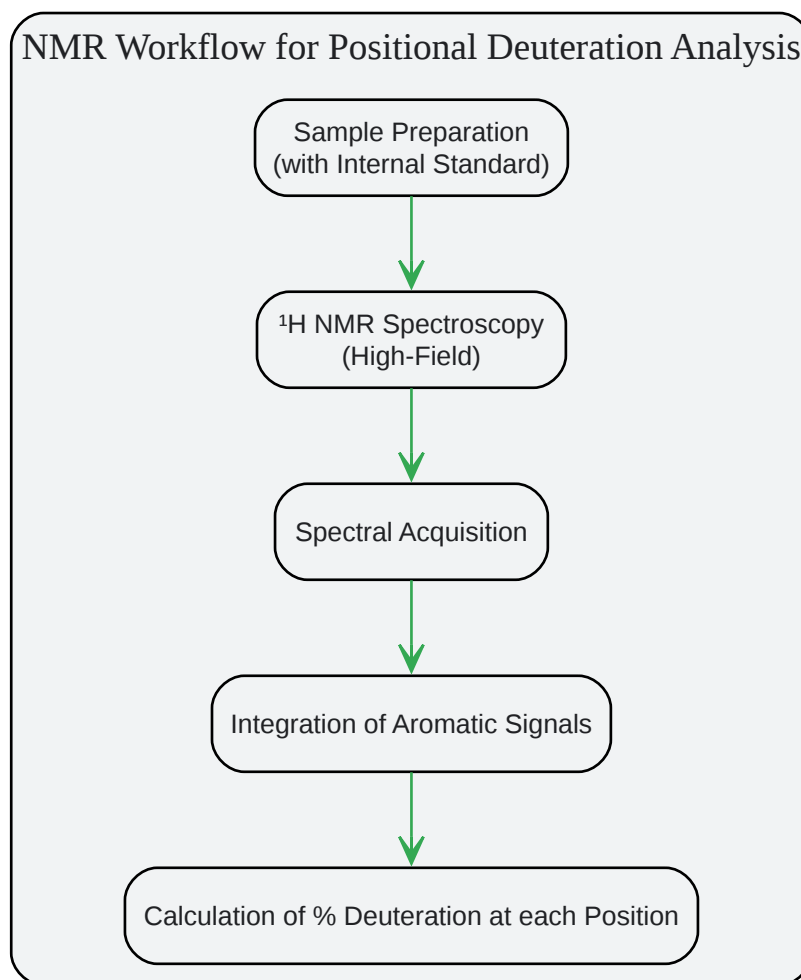 NMR Workflow for Positional Deuteration Analysis
Sample Preparation
(with Internal Standard)
¹H NMR Spectroscopy
(High-Field)
Spectral Acquisition
Integration of Aromatic Signals
Calculation of % Deuteration at each Position